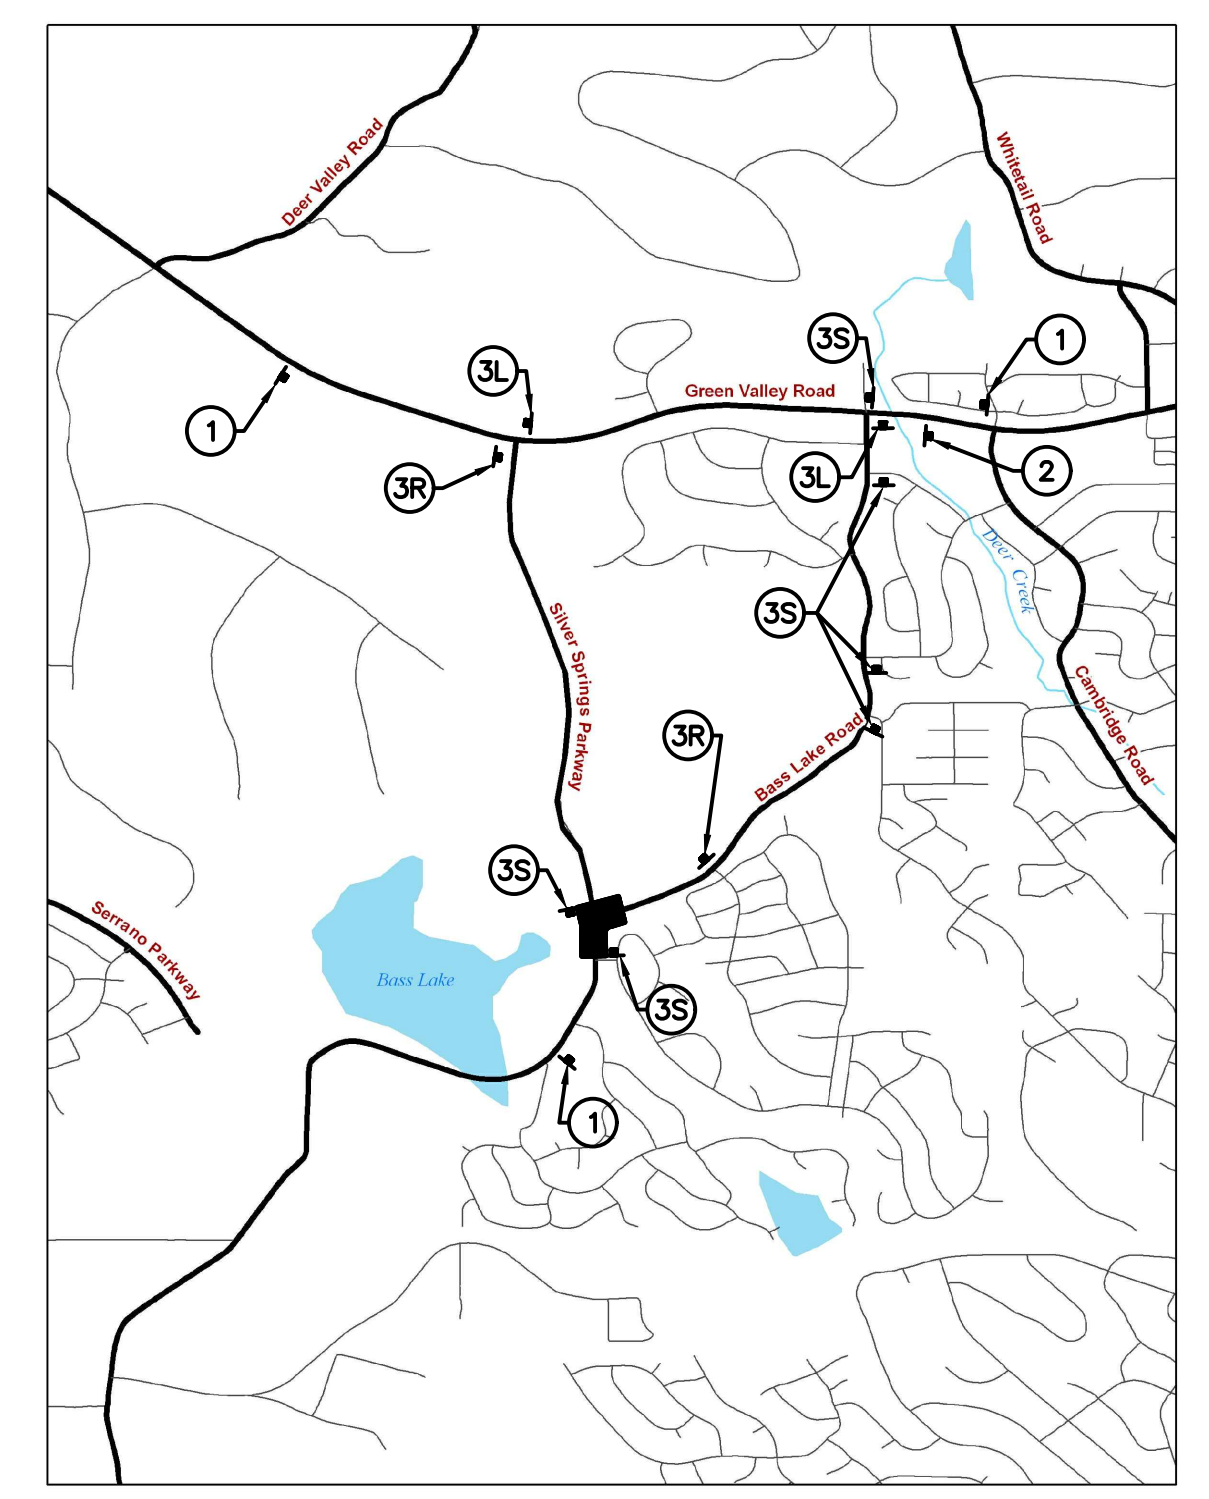 Deer Valley Road
Whitetail Road
3S
1
3L
Green Valley Road
1
3R
3L
2
Deer Creek
3S
Silver Springs Parkway
Cambridge Road
3R
Bass Lake Road
3S
Serrano Parkway
Bass Lake
3S
1